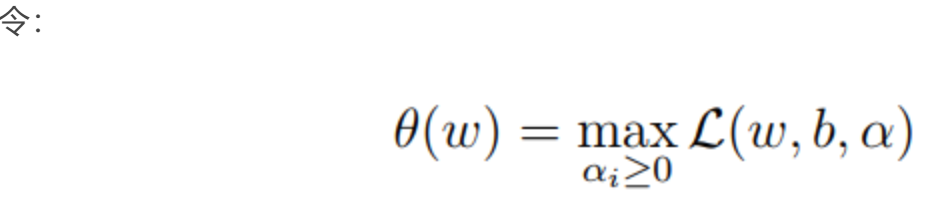 令：
θ(w) = max_{α_i≥0} ℒ(w, b, α)